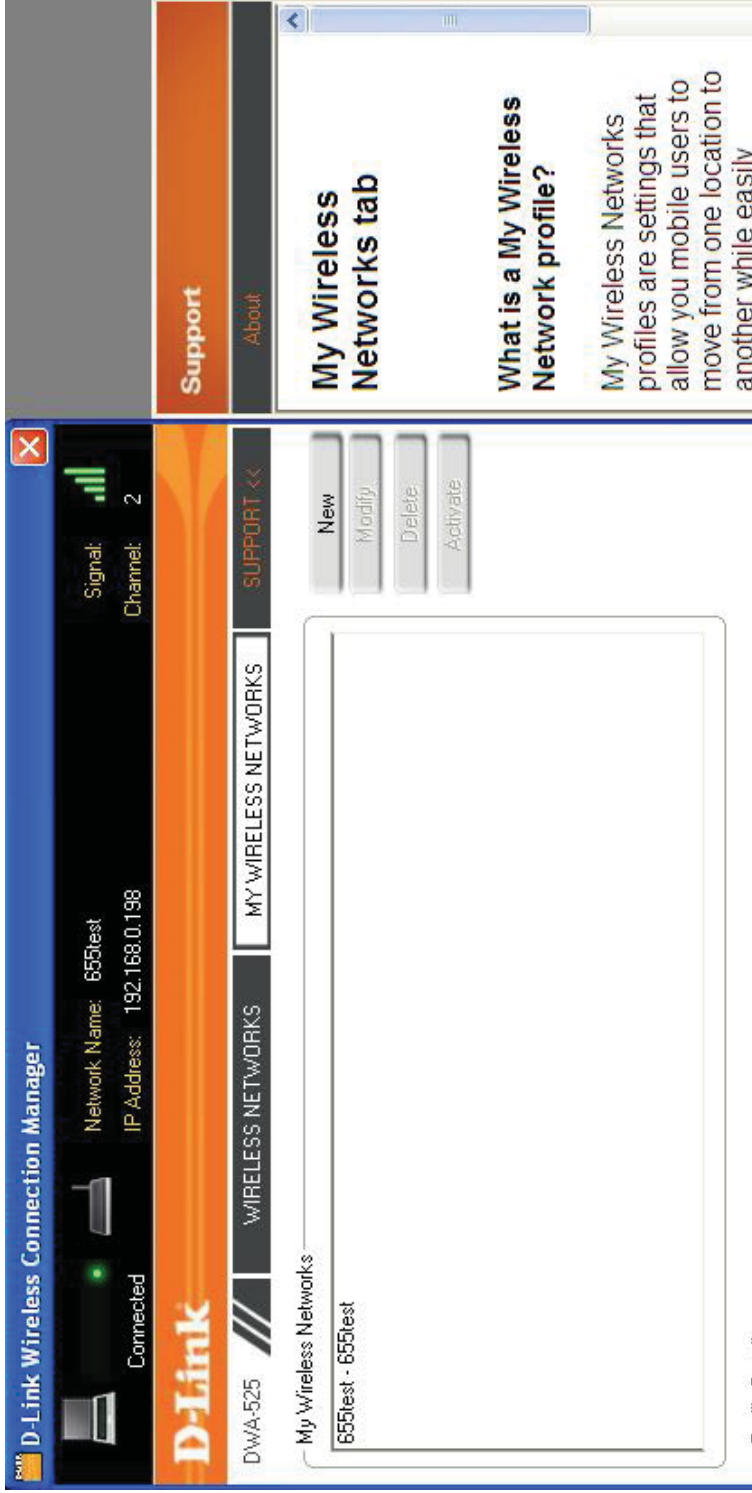 D-Link Wireless Connection Manager
Connected
Network Name: 655test
IP Address: 192.168.0.198
Signal:
Channel: 2
D-Link
DWA-525
WIRELESS NETWORKS
MY WIRELESS NETWORKS
SUPPORT <<
My Wireless Networks
655test - 655test
New
Modify
Delete
Activate
Support
About
My Wireless
Networks tab
What is a My Wireless
Network profile?
My Wireless Networks
profiles are settings that
allow you mobile users to
move from one location to
another while easily